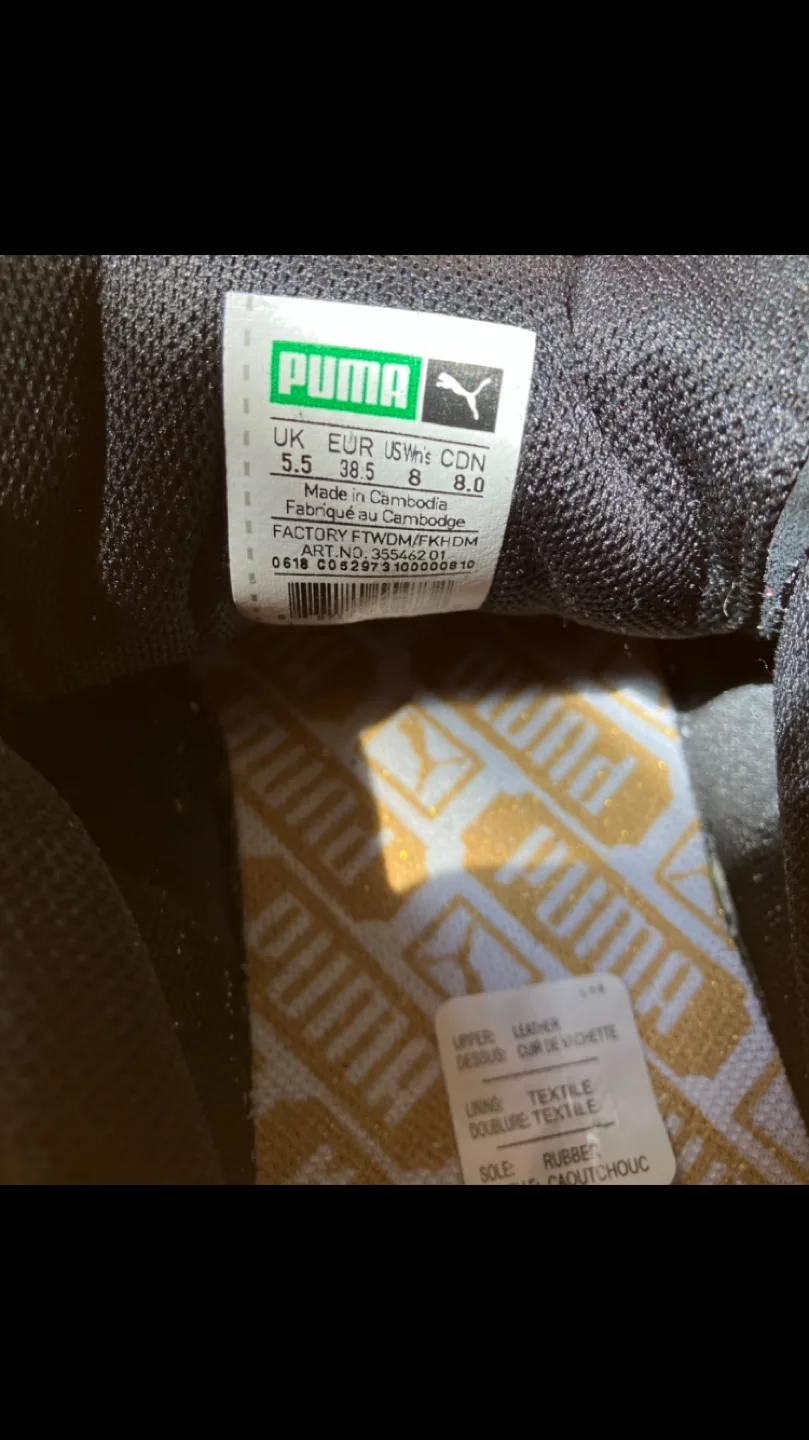 PUMA
UK EUR US Wn's CDN
5.5 38.5 8 8.0
Made in Cambodia
Fabriqué au Cambodge
FACTORY FTWDM/FKHDM
ART.NO. 355462 01
0618 C052973100000810
PUMA
PUMA
PUMA
PUMA
UPPER: LEATHER
DESSUS: CUIR DE VACHETTE
LINING: TEXTILE
DOUBLURE: TEXTILE
SOLE: RUBBER
CAOUTCHOUC